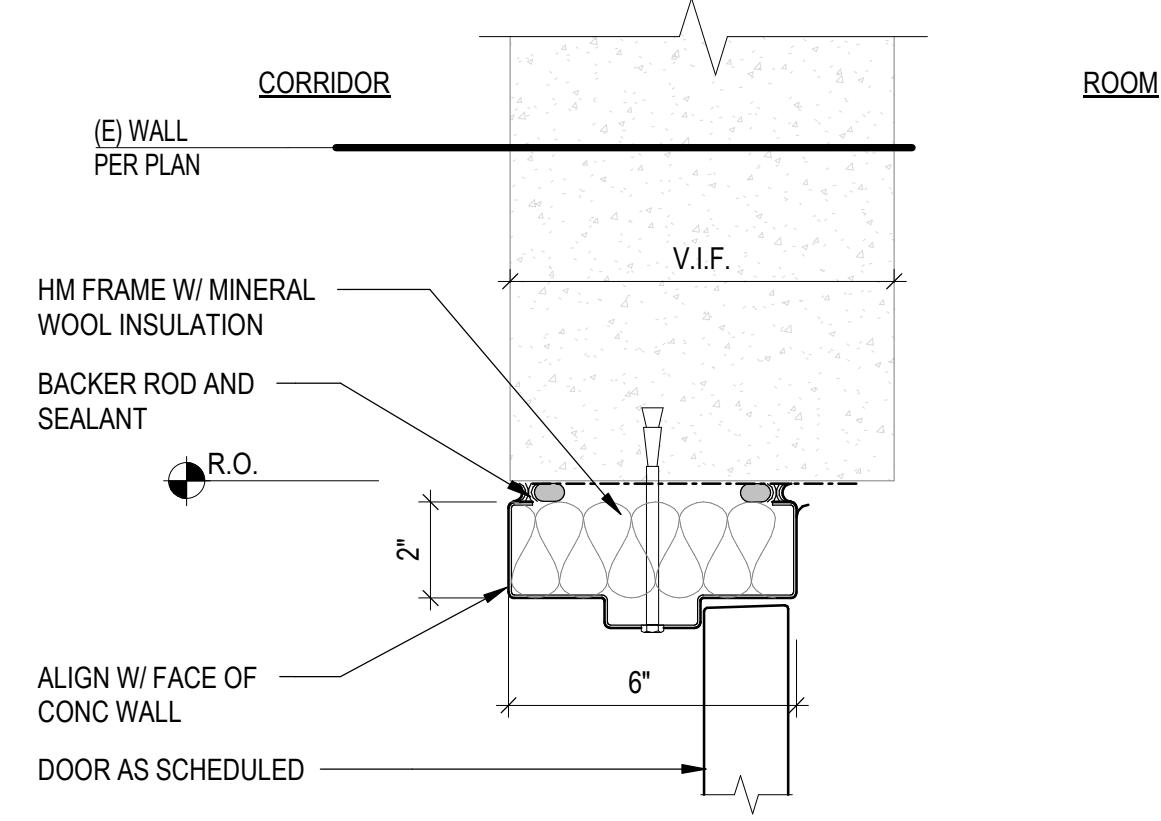 CORRIDOR
ROOM
(E) WALL
PER PLAN
V.I.F.
HM FRAME W/ MINERAL
WOOL INSULATION
BACKER ROD AND
SEALANT
R.O.
2"
ALIGN W/ FACE OF
CONC WALL
6"
DOOR AS SCHEDULED